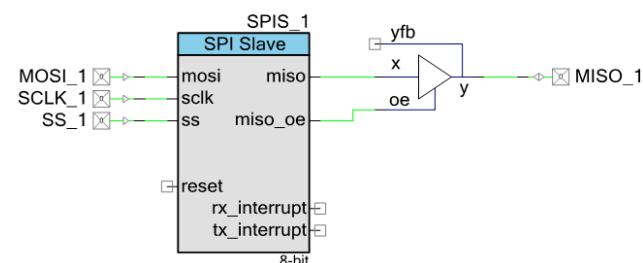 SPIS_1
SPI Slave
MOSI_1
SCLK_1
SS_1
mosi
sclk
ss
reset
miso
miso_oe
rx_interrupt
tx_interrupt
8-bit
yfb
x
oe
y
MISO_1